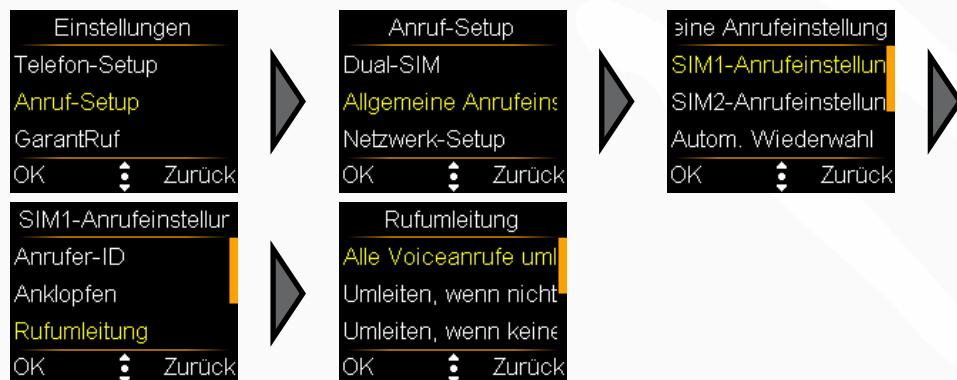 Einstellungen
Telefon-Setup
Anruf-Setup
GarantRuf
OK Zurück
Anruf-Setup
Dual-SIM
Allgemeine Anrufeins
Netzwerk-Setup
OK Zurück
eine Anrufeinstellung
SIM1-Anrufeinstellun
SIM2-Anrufeinstellun
Autom. Wiederwahl
OK Zurück
SIM1-Anrufeinstellur
Anrufer-ID
Anklopfen
Rufumleitung
OK Zurück
Rufumleitung
Alle Voiceanrufe uml
Umleiten, wenn nicht
Umleiten, wenn keine
OK Zurück